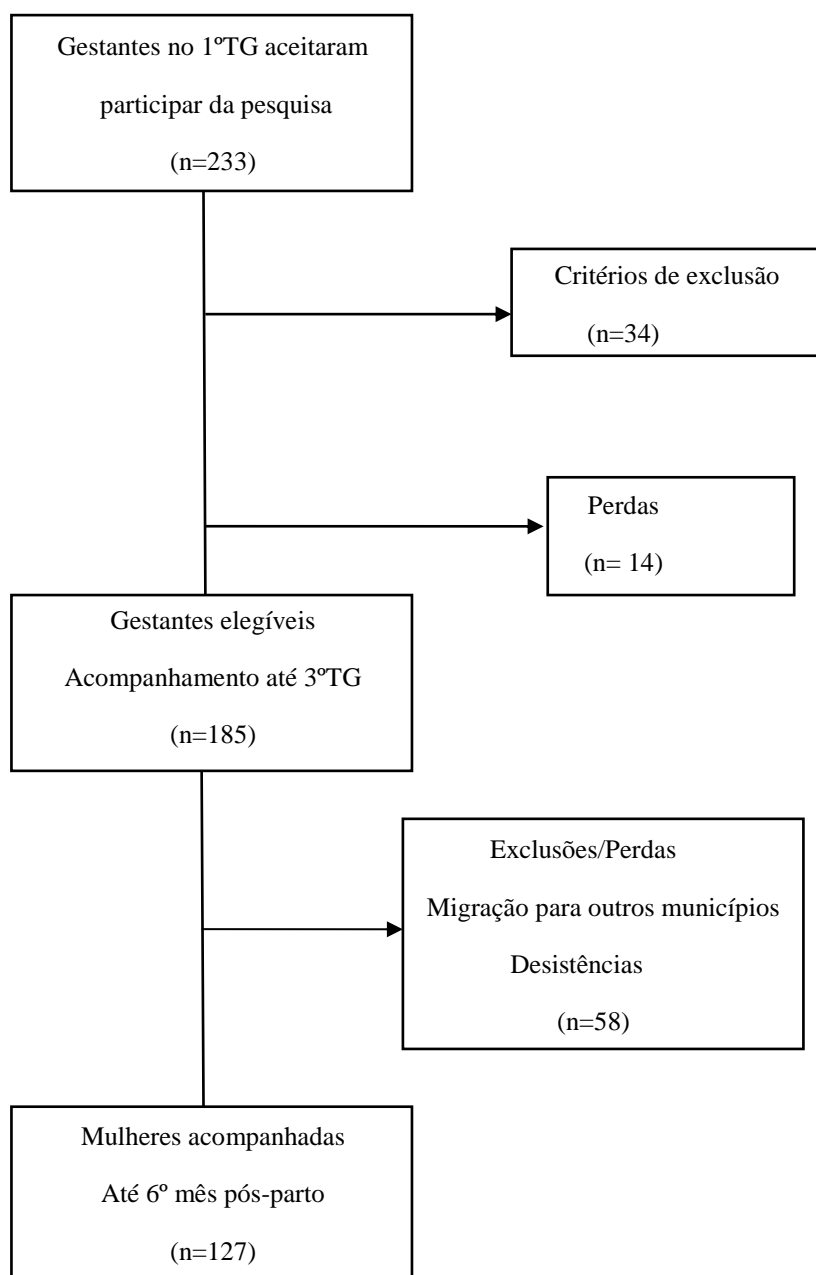 Gestantes no 1ºTG aceitaram
participar da pesquisa
(n=233)
Critérios de exclusão
(n=34)
Perdas
(n= 14)
Gestantes elegíveis
Acompanhamento até 3ºTG
(n=185)
Exclusões/Perdas
Migração para outros municípios
Desistências
(n=58)
Mulheres acompanhadas
Até 6º mês pós-parto
(n=127)